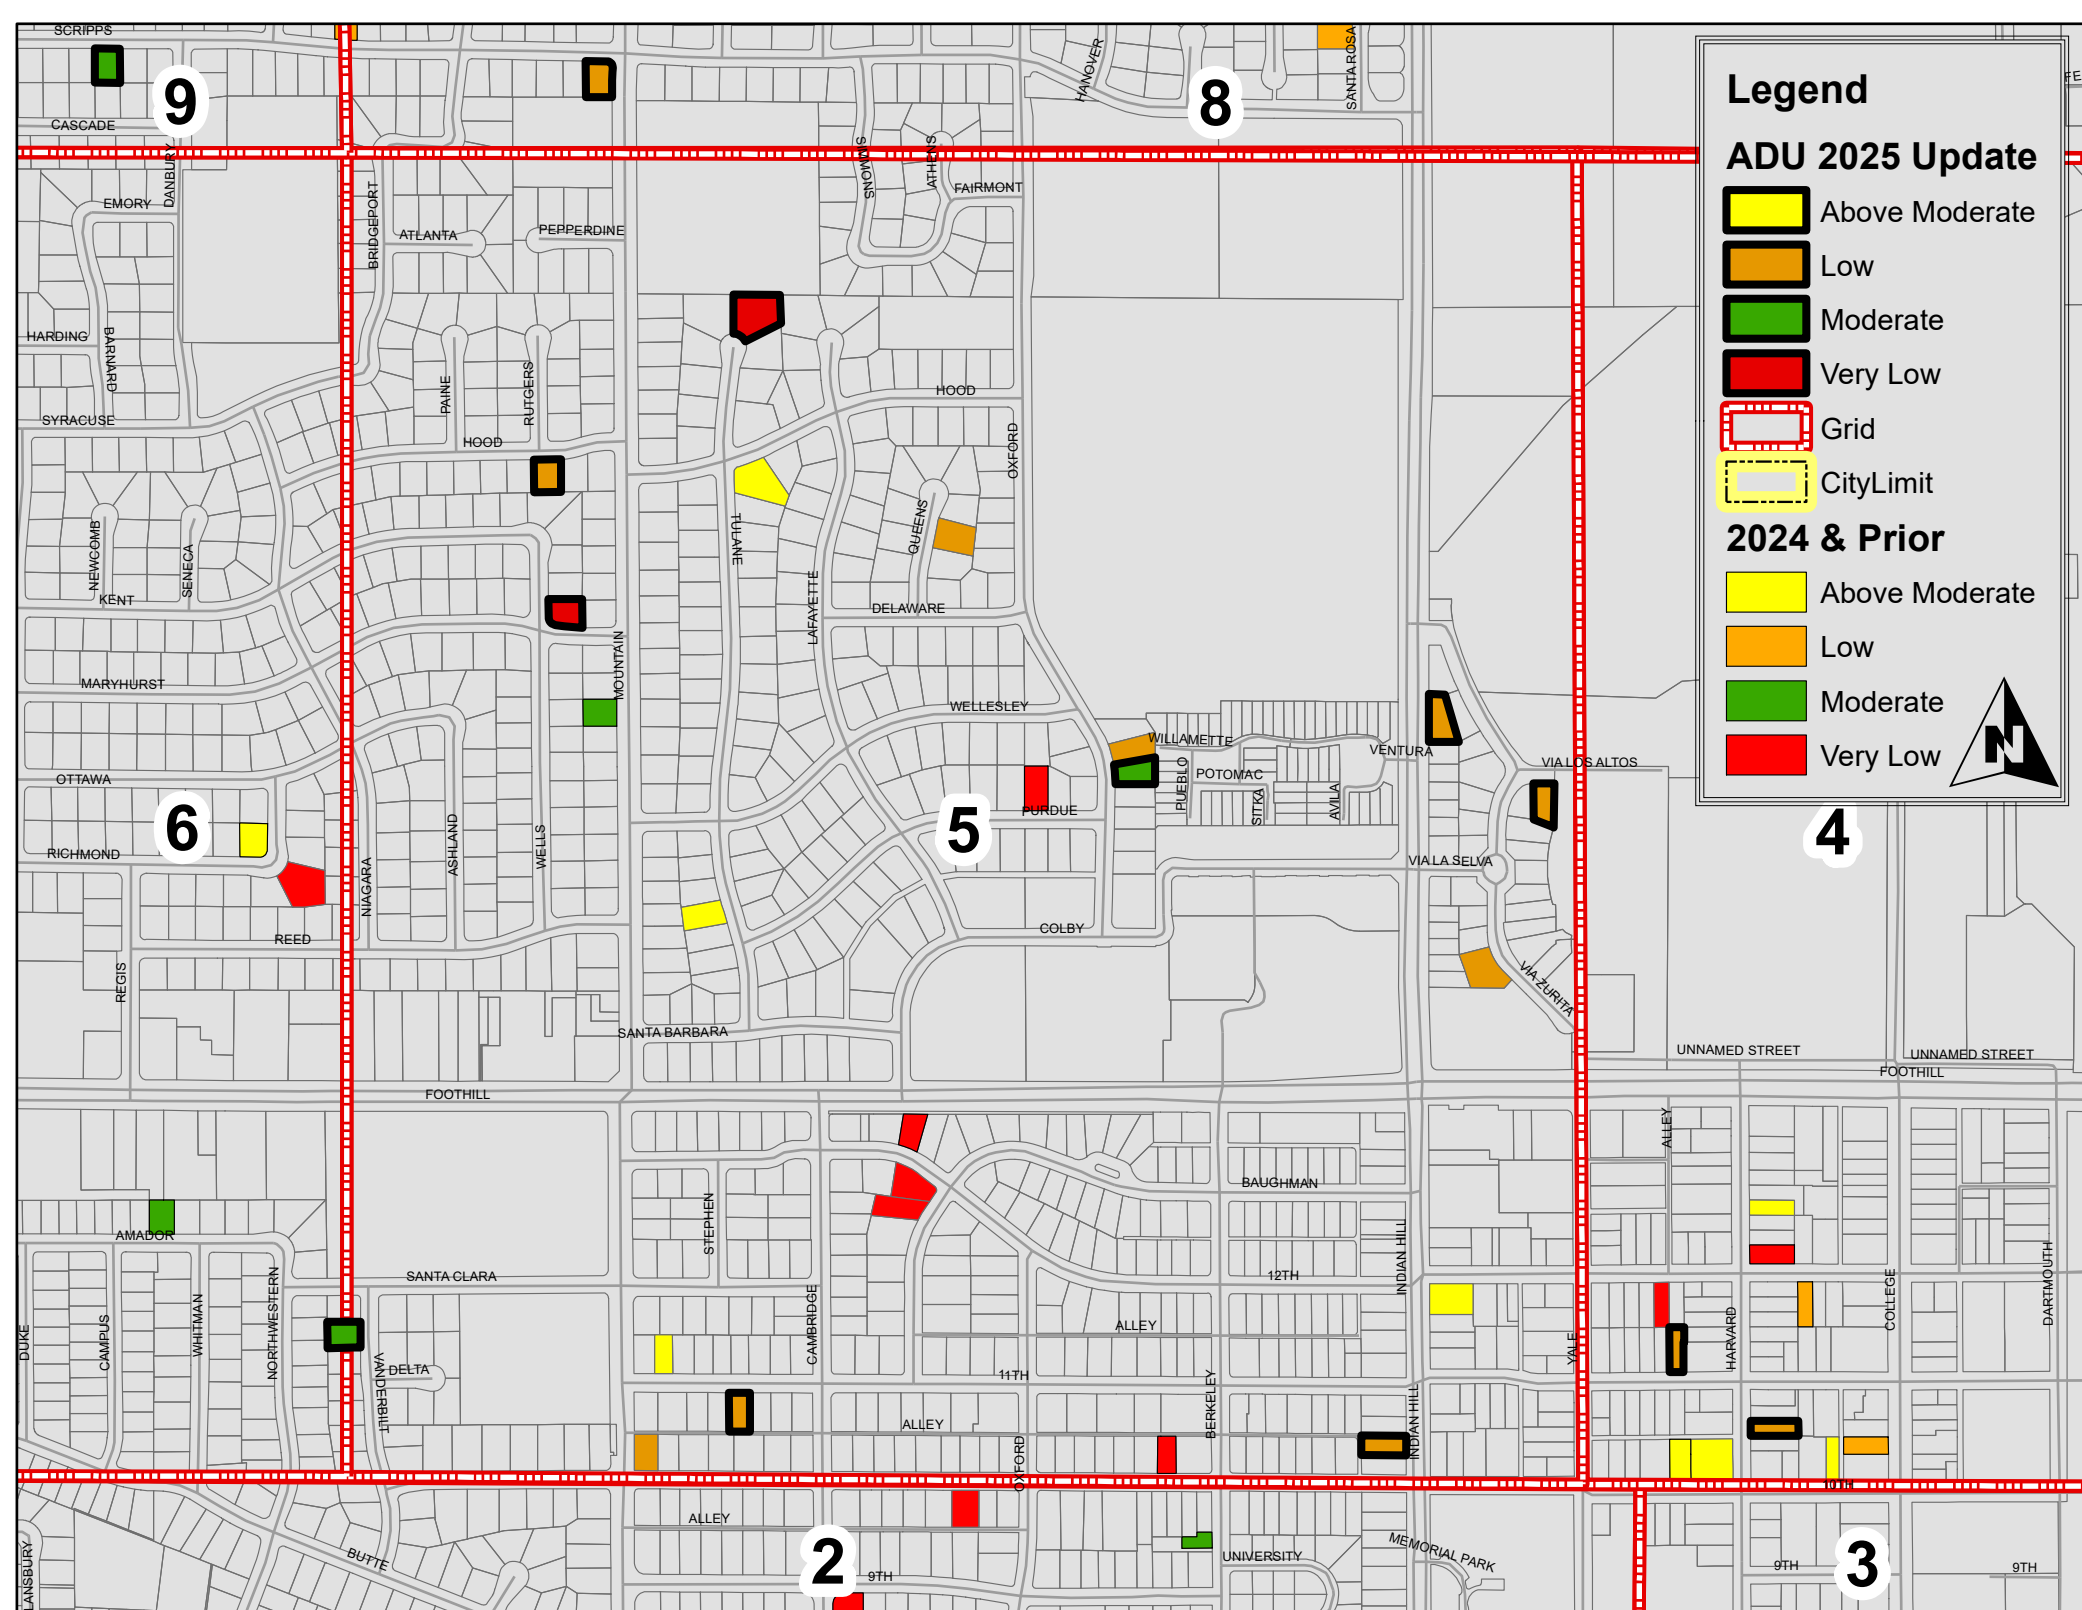 SCRIPPS
9
CASCADE
DANBURY
EMORY
HARDING
BARNARD
SYRACUSE
BRIDGEPORT
ATLANTA
PEPPERDINE
PAINE
RUTGERS
HOOD
SIMMONS
ATHENS
FAIRMONT
HANOVER
8
SANTA ROSA
HOOD
OXFORD
Legend
ADU 2025 Update
Above Moderate
Low
Moderate
Very Low
Grid
CityLimit
2024 & Prior
Above Moderate
Low
Moderate
Very Low
N
FE
NEWCOMB
SENECA
KENT
TULANE
QUEENS
LAFAYETTE
DELAWARE
MOUNTAIN
MARYHURST
WELLESLEY
WILLAMETTE
VENTURA
VIA LOS ALTOS
OTTAWA
PUEBLO
POTOMAC
SITKA
AVILA
PURDUE
6
5
4
RICHMOND
NIAGARA
ASHLAND
WELLS
VIA LA SELVA
REED
REGIS
COLBY
VIA ZURITA
SANTA BARBARA
UNNAMED STREET
UNNAMED STREET
FOOTHILL
FOOTHILL
ALLEY
BAUGHMAN
STEPHEN
AMADOR
INDIAN HILL
SANTA CLARA
12TH
DARTMOUTH
COLLEGE
DUKE
CAMPUS
WHITMAN
NORTHWESTERN
CAMBRIDGE
ALLEY
YALE
HARVARD
VANDERBILT
DELTA
11TH
BERKELEY
INDIAN HILL
ALLEY
OXFORD
10TH
ALLEY
2
BUTTE
LANSBURY
9TH
UNIVERSITY
MEMORIAL PARK
3
9TH
9TH